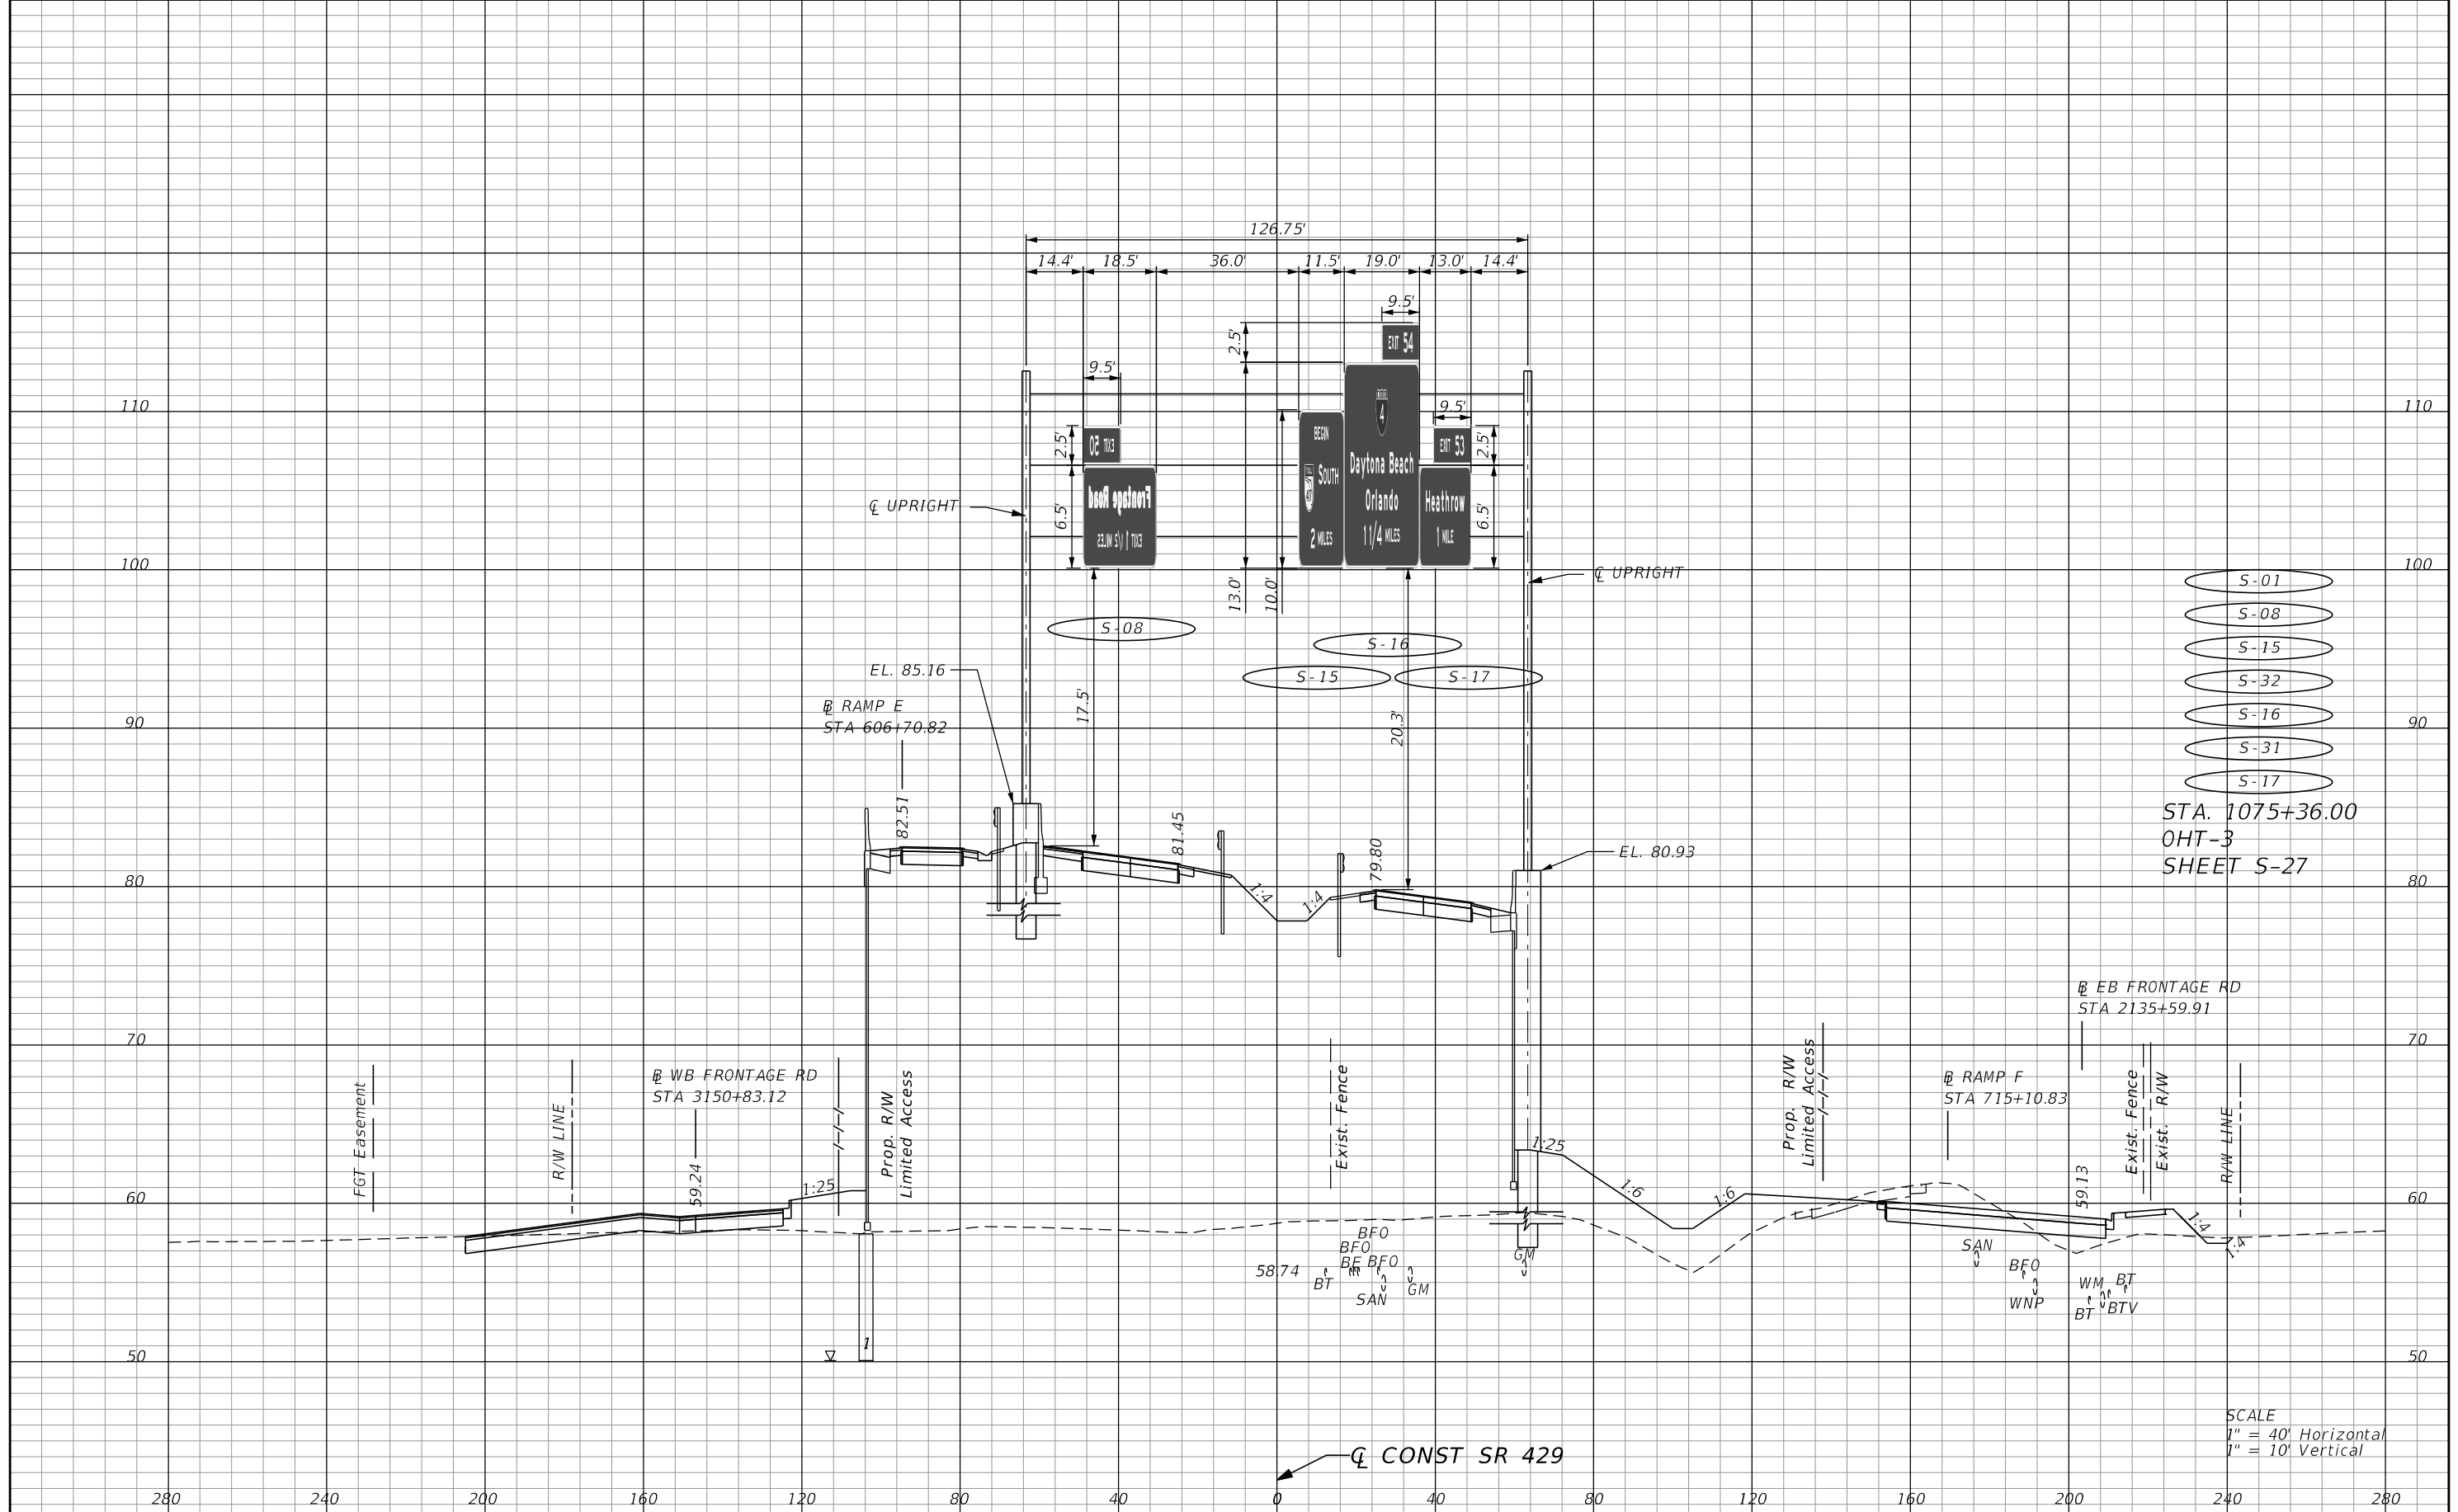 126.75'
14.4' 18.5' 36.0' 11.5' 19.0' 13.0' 14.4'
9.5'
2.5'
EXIT 54
9.5'
110
9.5'
110
4
2.5'
EXIT 50
BEGIN
EXIT 53
2.5'
Daytona Beach
SOUTH
Frontage Road
Orlando
Heathrow
6.5'
6.5'
℄ UPRIGHT
EXIT 1 1/2 MILES
2 MILES
1 1/4 MILES
1 MILE
100
100
℄ UPRIGHT
13.0'
10.0'
S-01
S-08
S-15
S-32
S-16
S-31
S-17
STA. 1075+36.00
OHT-3
SHEET S-27
S-08
S-16
S-15
S-17
EL. 85.16
17.5'
20.3'
90
90
℄ RAMP E
STA 606+70.82
82.51
81.45
79.80
EL. 80.93
80
80
1:4
1:4
70
70
FGT Easement
R/W LINE
℄ WB FRONTAGE RD
STA 3150+83.12
59.24
1:25
Prop. R/W
Limited Access
Exist. Fence
1:25
1:6
1:6
Prop. R/W
Limited Access
℄ EB FRONTAGE RD
STA 2135+59.91
℄ RAMP F
STA 715+10.83
59.13
Exist. Fence
Exist. R/W
R/W LINE
1:4
1:4
60
60
BFO
BFO
BE BFO
58.74
BT
SAN
GM
GM
SAN
BFO
WNP
WM BT
BT BTV
1
50
50
SCALE
1" = 40' Horizontal
1" = 10' Vertical
℄ CONST SR 429
280 240 200 160 120 80 40 0 40 80 120 160 200 240 280